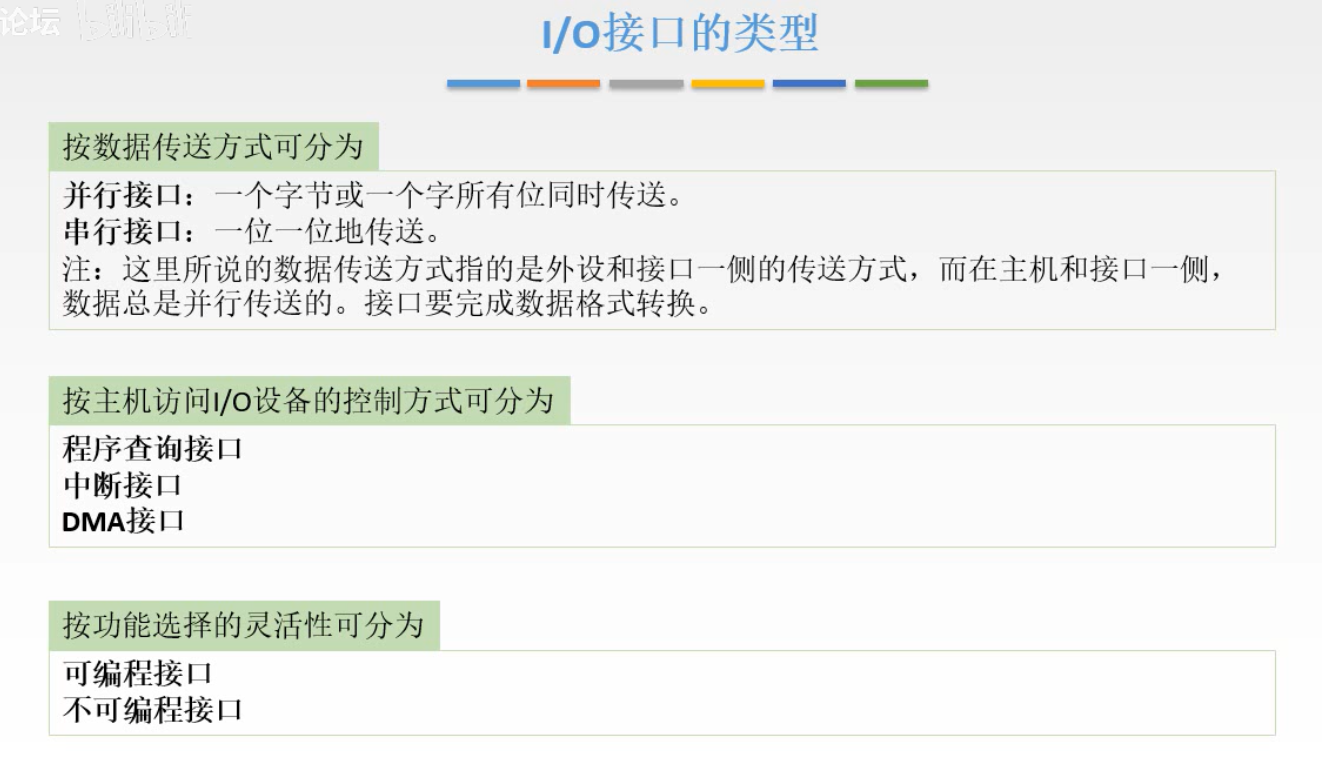 论坛 bilibili
I/O接口的类型
按数据传送方式可分为
并行接口：一个字节或一个字所有位同时传送。
串行接口：一位一位地传送。
注：这里所说的数据传送方式指的是外设和接口一侧的传送方式，而在主机和接口一侧，
数据总是并行传送的。接口要完成数据格式转换。
按主机访问I/O设备的控制方式可分为
程序查询接口
中断接口
DMA接口
按功能选择的灵活性可分为
可编程接口
不可编程接口